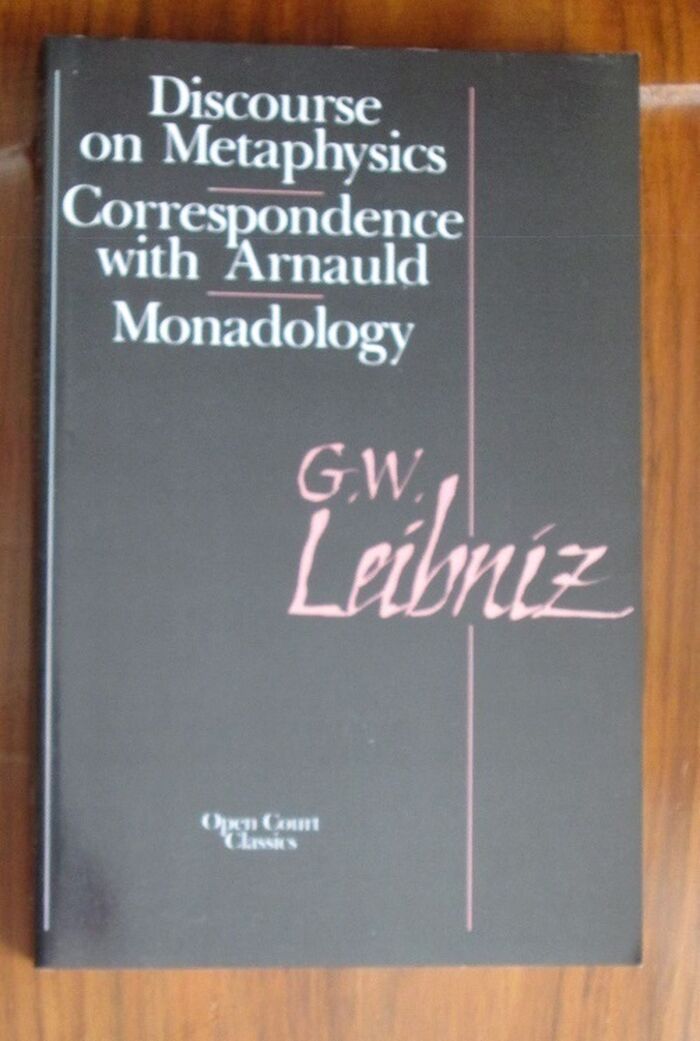 Discourse
on Metaphysics
Correspondence
with Arnauld
Monadology
G.W.
Leibniz
Open Court
Classics